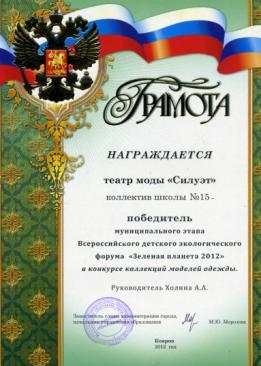 ГРАМОТА
НАГРАЖДАЕТСЯ
театр моды «Силуэт»
коллектив школы №15 -
победитель
муниципального этапа
Всероссийского детского экологического
форума «Зеленая планета 2012»
в конкурсе коллекций моделей одежды.
Руководитель Холина А.А.
Заместитель главы администрации города,
начальник управления образования
М.Ю. Морозова
Ковров
2012 год